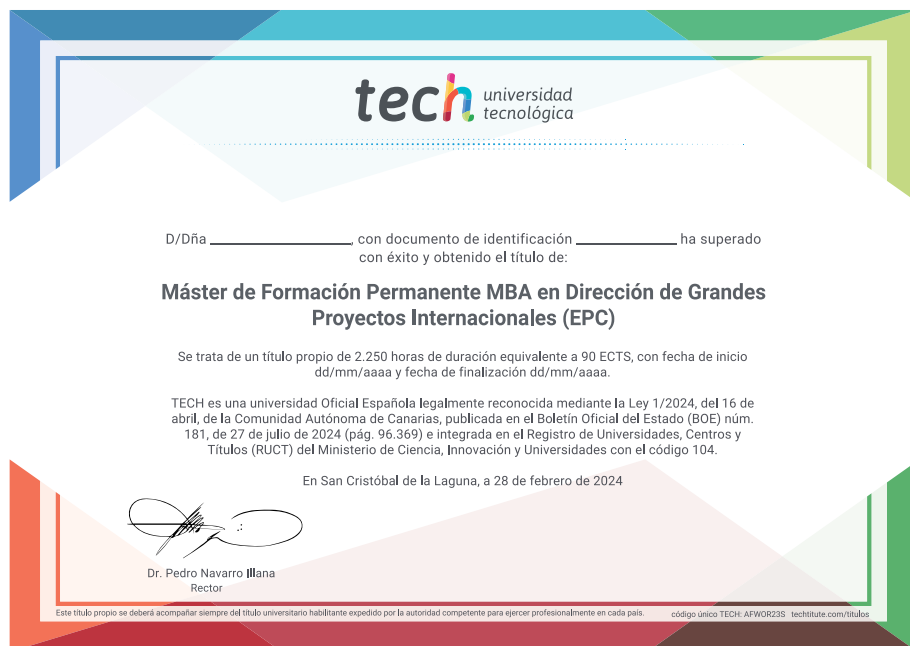 tech universidad
tecnológica
D/Dña ____________________, con documento de identificación ______________ ha superado
con éxito y obtenido el título de:
Máster de Formación Permanente MBA en Dirección de Grandes
Proyectos Internacionales (EPC)
Se trata de un título propio de 2.250 horas de duración equivalente a 90 ECTS, con fecha de inicio
dd/mm/aaaa y fecha de finalización dd/mm/aaaa.
TECH es una universidad Oficial Española legalmente reconocida mediante la Ley 1/2024, del 16 de
abril, de la Comunidad Autónoma de Canarias, publicada en el Boletín Oficial del Estado (BOE) núm.
181, de 27 de julio de 2024 (pág. 96.369) e integrada en el Registro de Universidades, Centros y
Títulos (RUCT) del Ministerio de Ciencia, Innovación y Universidades con el código 104.
En San Cristóbal de la Laguna, a 28 de febrero de 2024
Dr. Pedro Navarro Illana
Rector
Este título propio se deberá acompañar siempre del título universitario habilitante expedido por la autoridad competente para ejercer profesionalmente en cada país. código único TECH: AFWOR23S techtitute.com/titulos